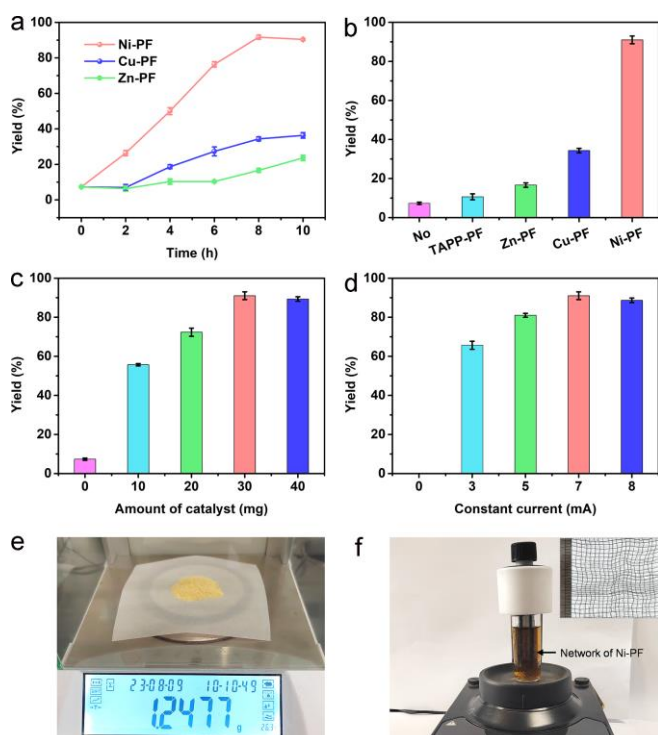 a
Yield (%)
100
80
60
40
20
0
Ni-PF
Cu-PF
Zn-PF
0 2 4 6 8 10
Time (h)
b
Yield (%)
100
80
60
40
20
0
No TAPP-PF Zn-PF Cu-PF Ni-PF
c
Yield (%)
100
80
60
40
20
0
0 10 20 30 40
Amount of catalyst (mg)
d
Yield (%)
100
80
60
40
20
0
0 3 5 7 8
Constant current (mA)
e
23-08-09 10-10-49
1.2477 g
f
Network of Ni-PF